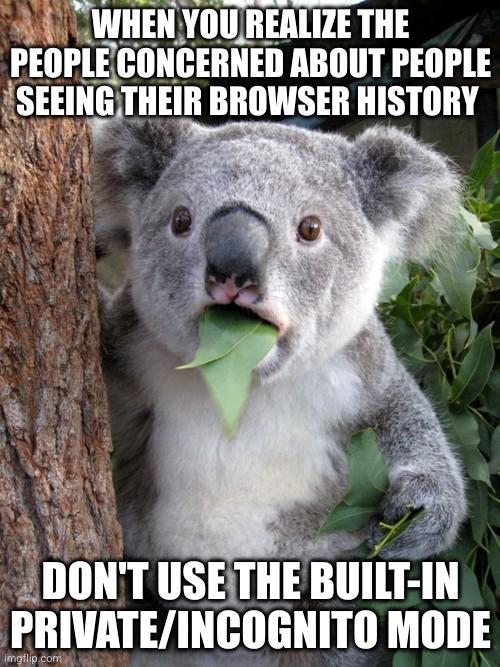 WHEN YOU REALIZE THE
PEOPLE CONCERNED ABOUT PEOPLE
SEEING THEIR BROWSER HISTORY
DON'T USE THE BUILT-IN
PRIVATE/INCOGNITO MODE
imgflip.com